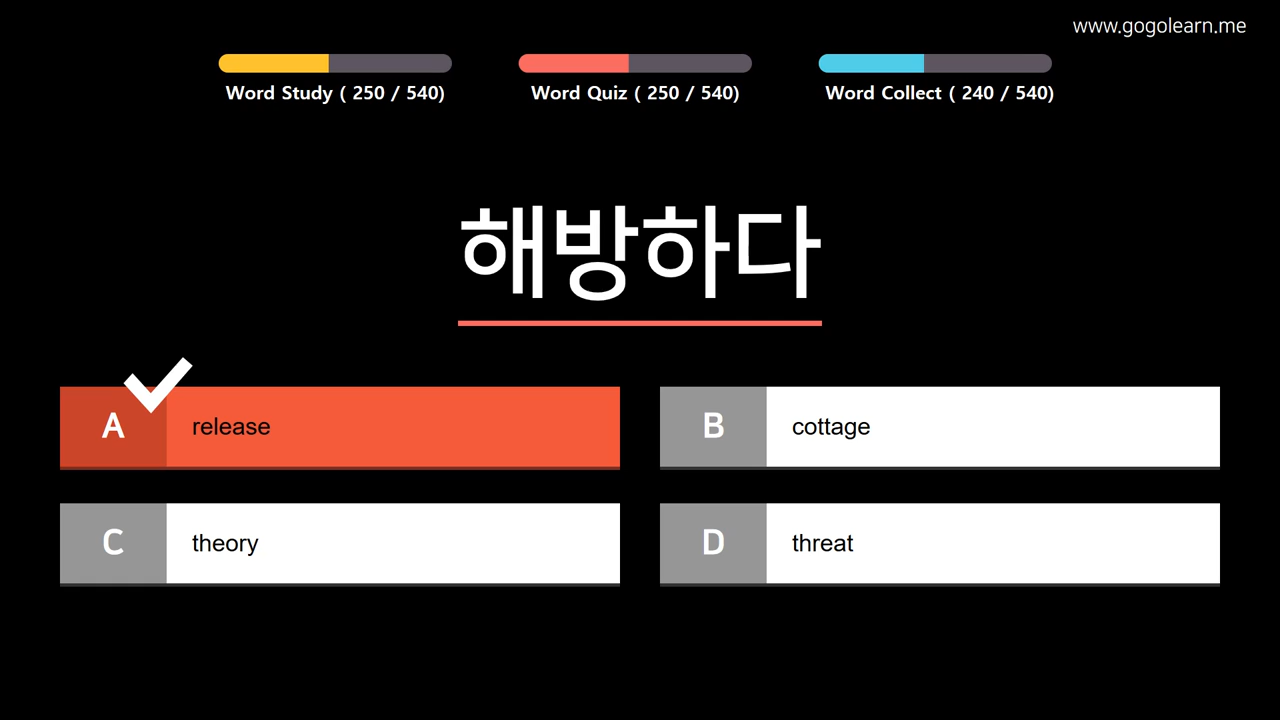 www.gogolearn.me
Word Study ( 250 / 540)
Word Quiz ( 250 / 540)
Word Collect ( 240 / 540)
해방하다
A release
B cottage
C theory
D threat